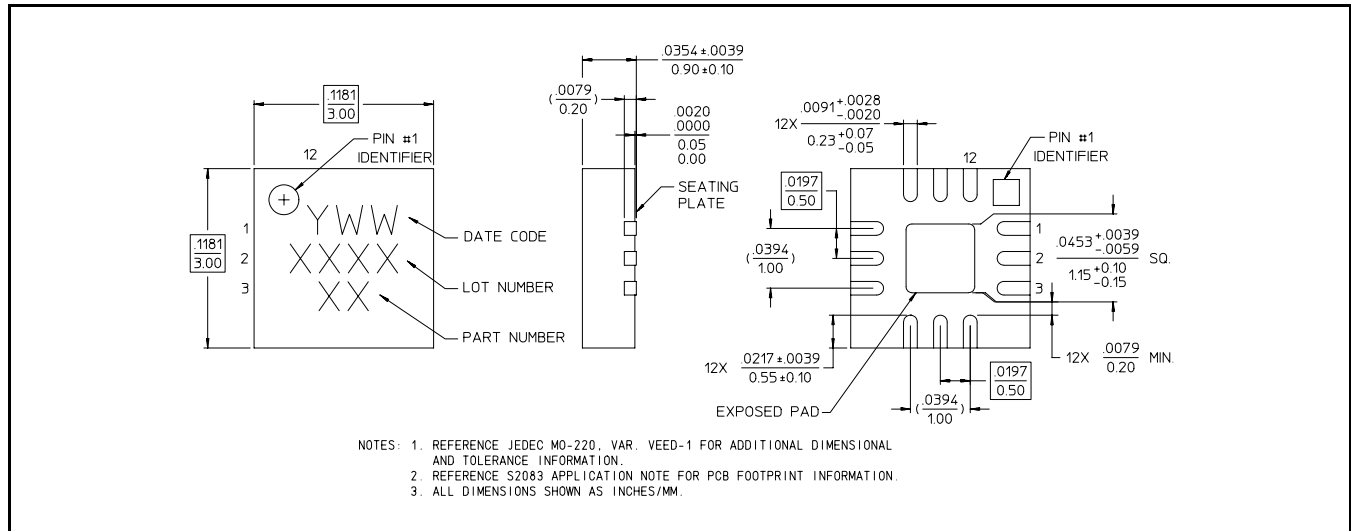 .1181
3.00
12
PIN #1
IDENTIFIER
.1181
3.00
1
2
3
YWW
XXXX
XX
DATE CODE
LOT NUMBER
PART NUMBER
.0354±.0039
0.90±0.10
(.0079)
0.20
.0020
.0000
0.05
0.00
SEATING
PLATE
12X .0091 +.0028 -.0020
0.23 +0.07 -0.05
12
PIN #1
IDENTIFIER
.0197
0.50
(.0394)
1.00
1
2
3
.0453 +.0039 -.0059 SQ.
1.15 +0.10 -0.15
12X .0217±.0039
0.55±0.10
EXPOSED PAD
(.0394)
1.00
.0197
0.50
12X .0079 MIN.
0.20
NOTES: 1. REFERENCE JEDEC MO-220, VAR. VEED-1 FOR ADDITIONAL DIMENSIONAL
AND TOLERANCE INFORMATION.
2. REFERENCE S2083 APPLICATION NOTE FOR PCB FOOTPRINT INFORMATION.
3. ALL DIMENSIONS SHOWN AS INCHES/MM.